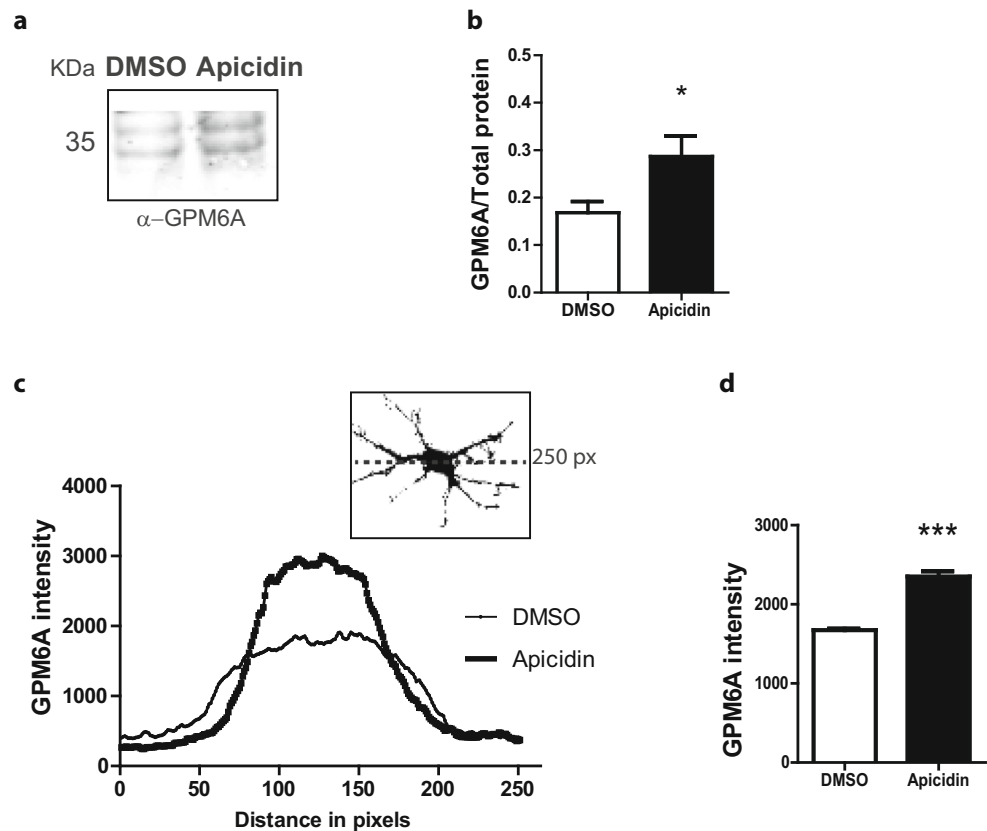 a
KDa DMSO Apicidin
35
α–GPM6A
b
GPM6A/Total protein
0.5
0.4
0.3
0.2
0.1
0.0
*
DMSO
Apicidin
c
250 px
GPM6A intensity
4000
3000
2000
1000
0
DMSO
Apicidin
0 50 100 150 200 250
Distance in pixels
d
GPM6A intensity
3000
2000
1000
0
***
DMSO
Apicidin